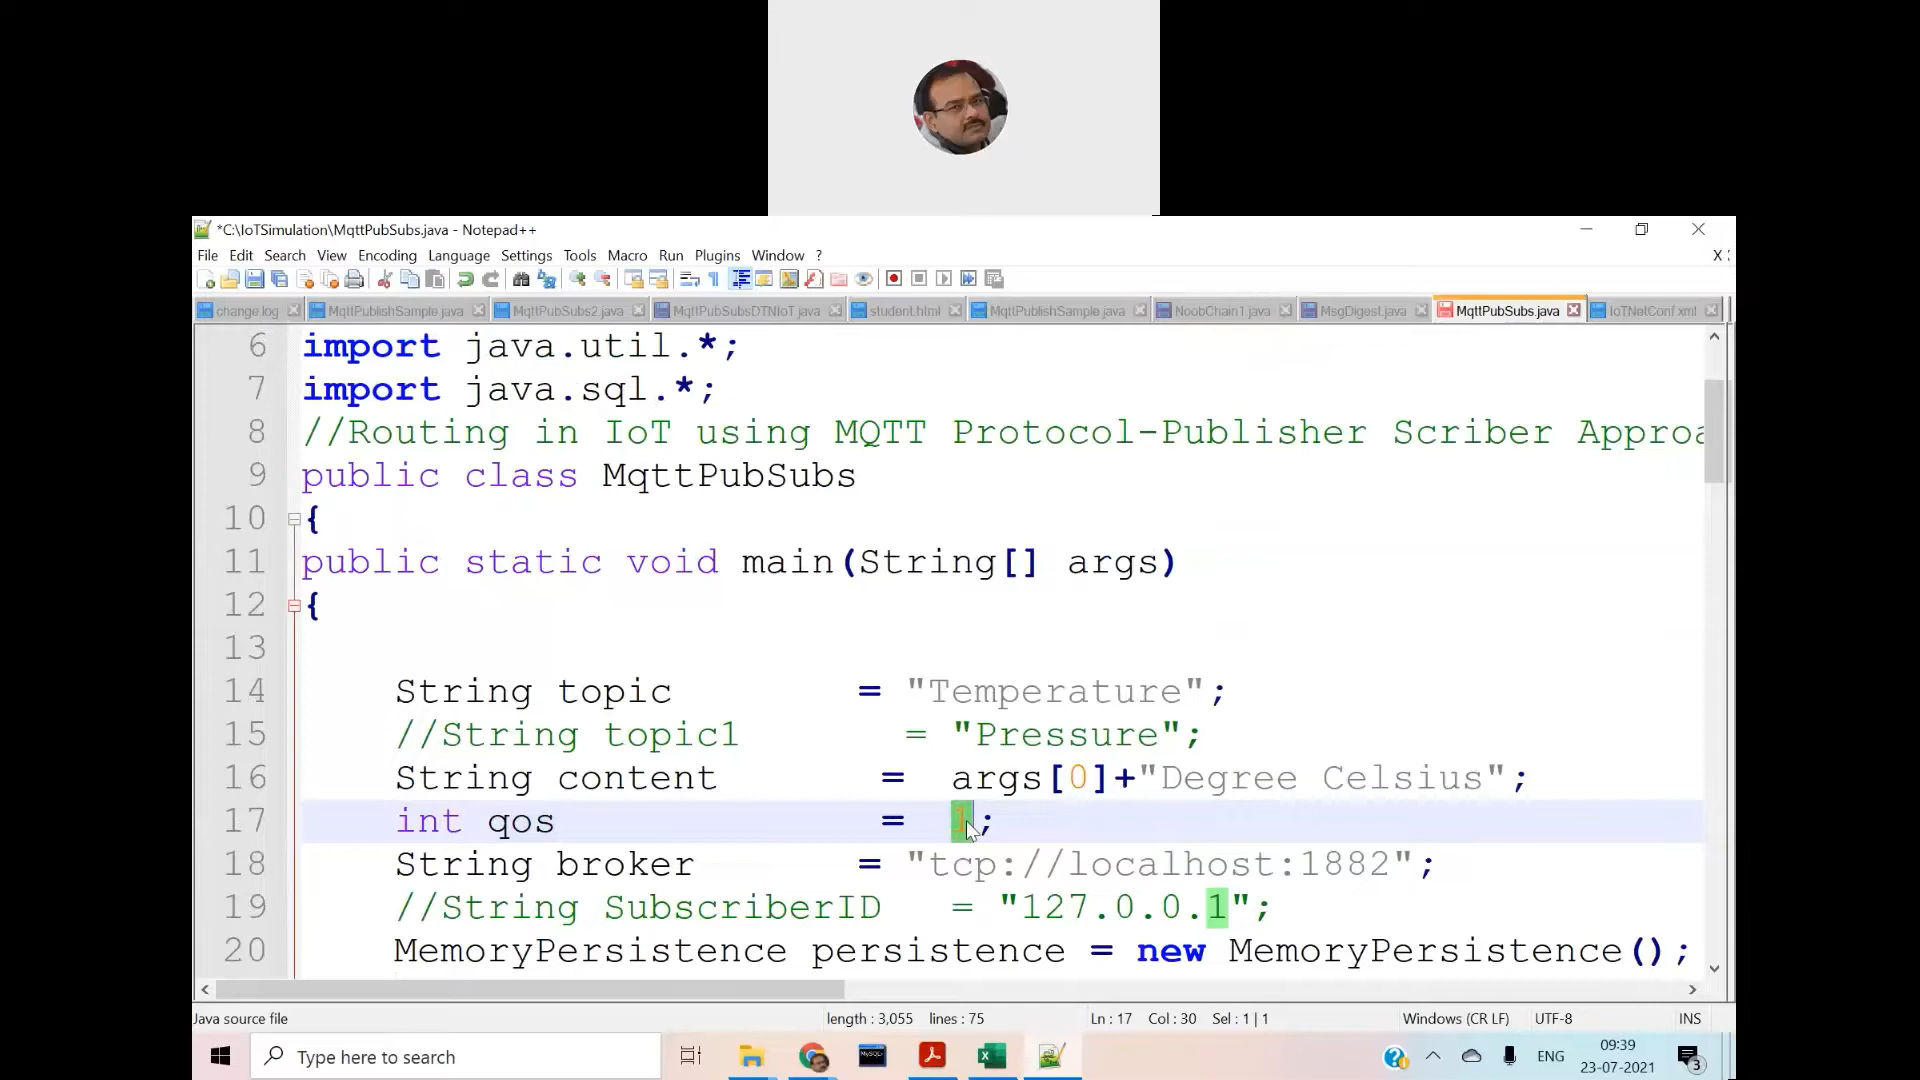 *C:\IoTSimulation\MqttPubSubs.java - Notepad++
File Edit Search View Encoding Language Settings Tools Macro Run Plugins Window ? X
change log MqttPublishSample.java MqttPubSubs2.java MqttPubSubsDTNIoT.java student.html MqttPublishSample.java NoobChain1.java MsgDigest.java MqttPubSubs.java IoTNetConf.xml
6 import java.util.*;
7 import java.sql.*;
8 //Routing in IoT using MQTT Protocol-Publisher Scriber Approa
9 public class MqttPubSubs
10 {
11 public static void main(String[] args)
12 {
13
14 String topic = "Temperature";
15 //String topic1 = "Pressure";
16 String content = args[0]+"Degree Celsius";
17 int qos = 1;
18 String broker = "tcp://localhost:1882";
19 //String SubscriberID = "127.0.0.1";
20 MemoryPersistence persistence = new MemoryPersistence();
Java source file length : 3,055 lines : 75 Ln : 17 Col : 30 Sel : 1 | 1 Windows (CR LF) UTF-8 INS
Type here to search MySQL ENG 09:39
23-07-2021 3